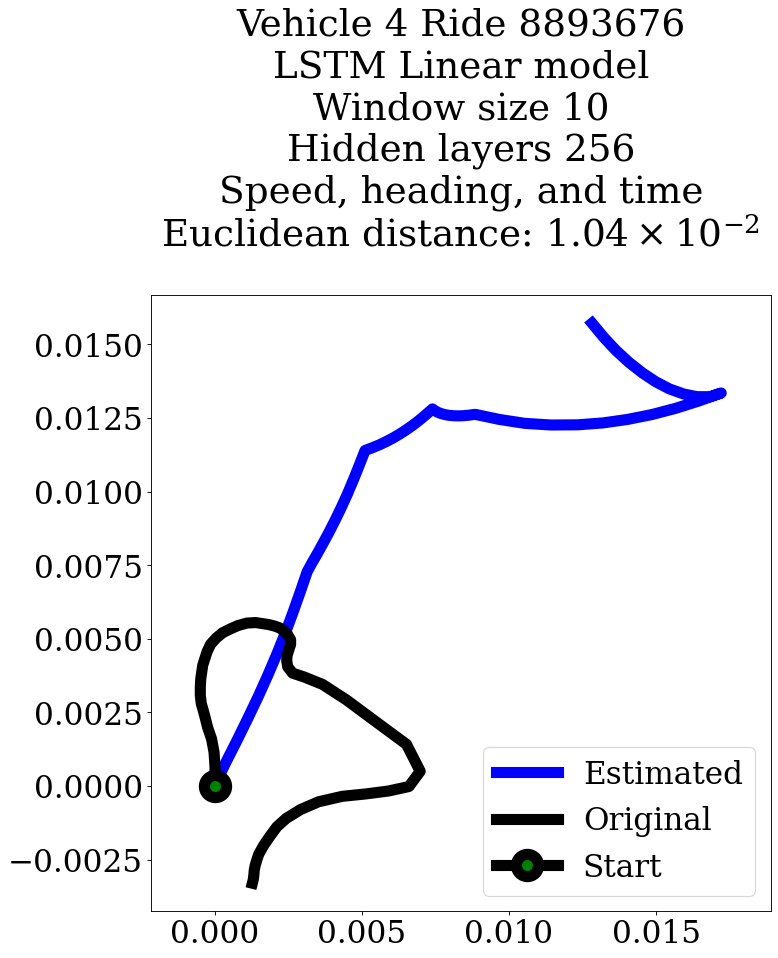 Vehicle 4 Ride 8893676
LSTM Linear model
Window size 10
Hidden layers 256
Speed, heading, and time
Euclidean distance: 1.04 × 10⁻²
0.0150
0.0125
0.0100
0.0075
0.0050
0.0025
0.0000
−0.0025
Estimated
Original
Start
0.000 0.005 0.010 0.015